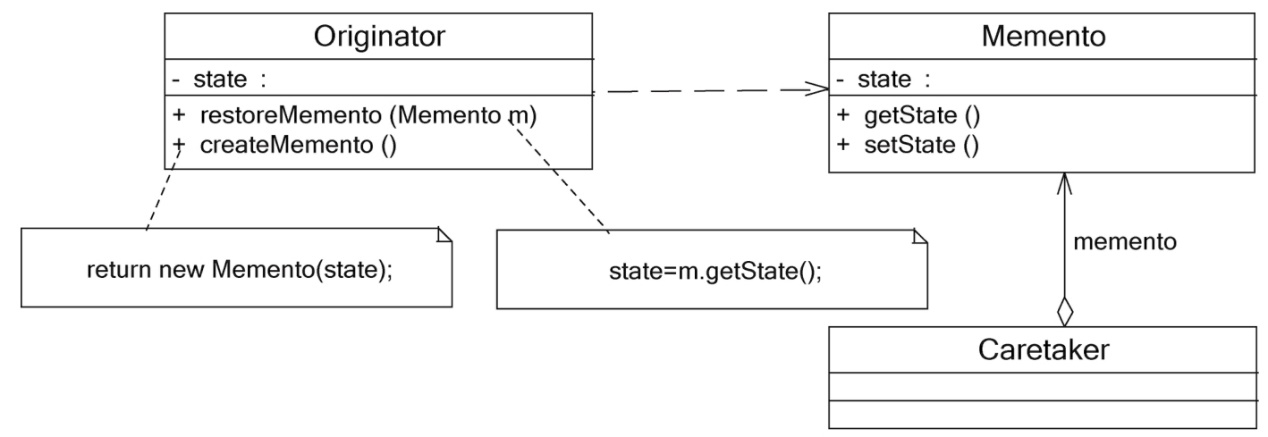 Originator
- state :
+ restoreMemento (Memento m)
+ createMemento ()
Memento
- state :
+ getState ()
+ setState ()
return new Memento(state);
state=m.getState();
memento
Caretaker